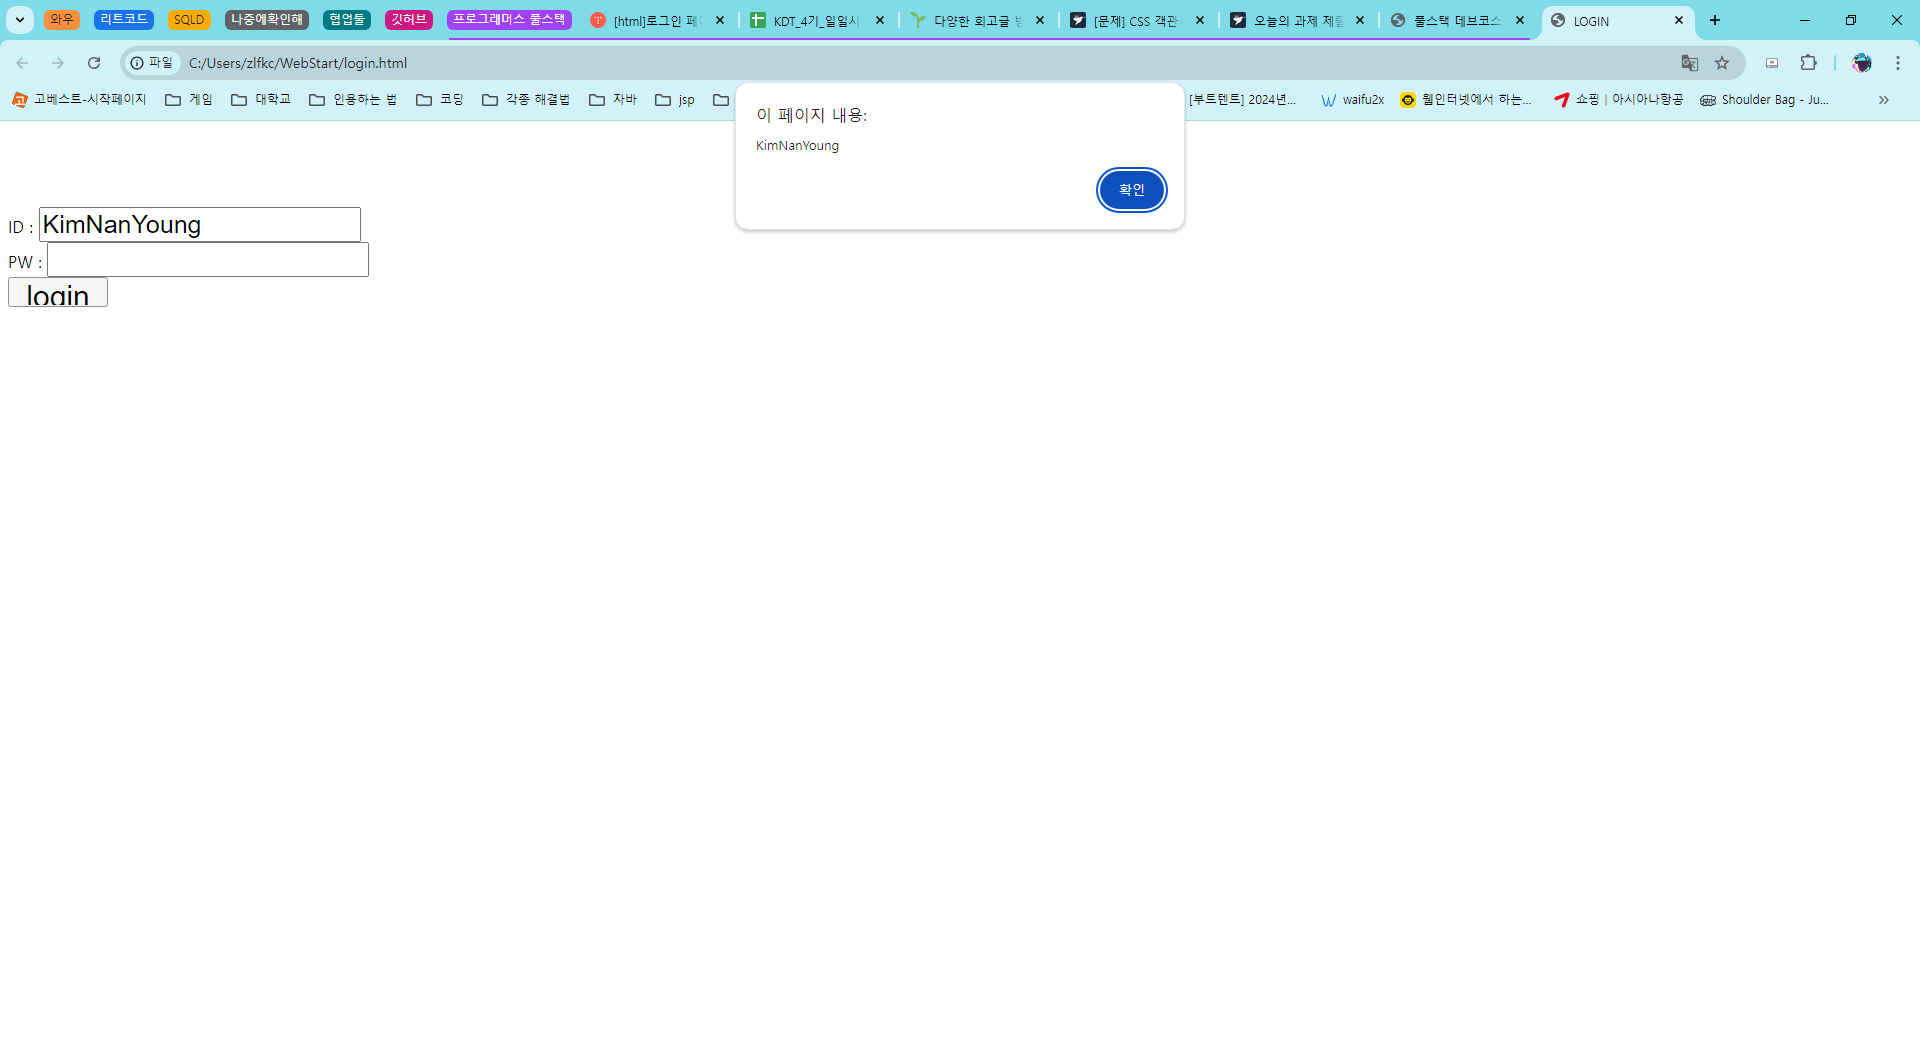 와우 리트코드 SQLD 나중에확인해 협업툴 깃허브 프로그래머스 풀스택 [html]로그인 페이 KDT_4기_일일시 다양한 회고글 방 [문제] CSS 객관 오늘의 과제 제출 풀스택 데브코스 LOGIN
파일 C:/Users/zlfkc/WebStart/login.html
고베스트-시작페이지 게임 대학교 인용하는 법 코딩 각종 해결법 자바 jsp [부트텐트] 2024년... waifu2x 웹인터넷에서 하는... 쇼핑 | 아시아나항공 Shoulder Bag - Ju...
이 페이지 내용:
KimNanYoung
확인
ID : KimNanYoung
PW :
login